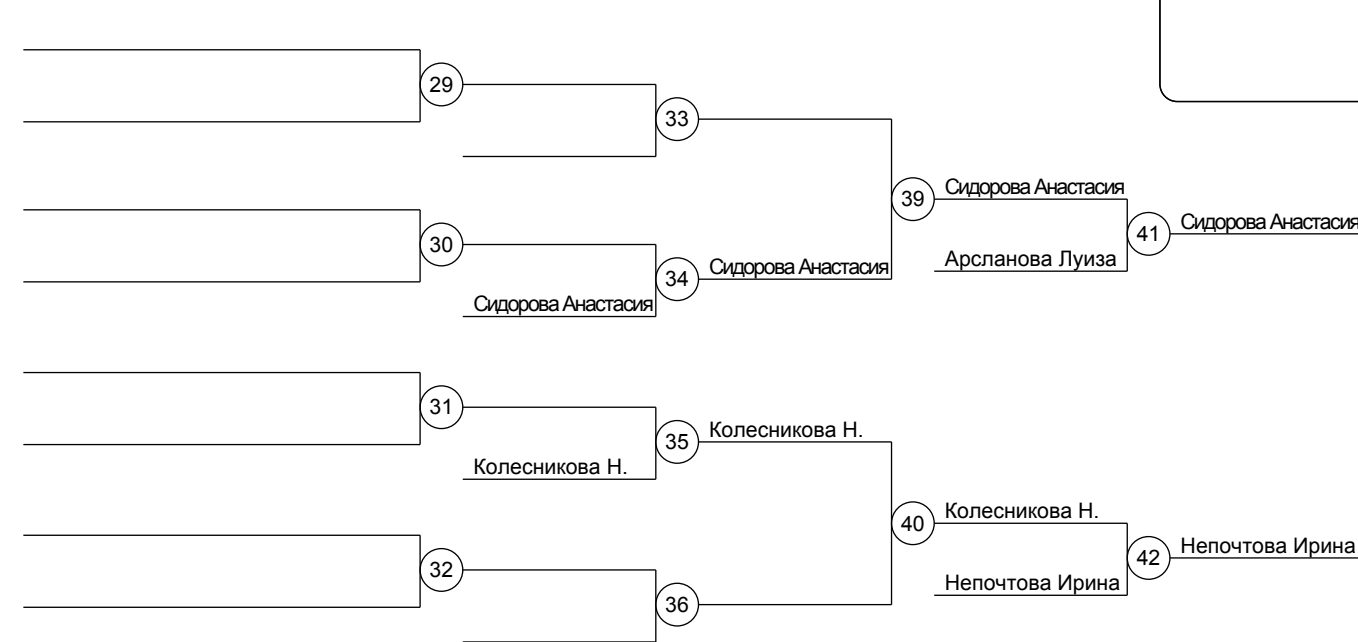 29
33
39
Сидорова Анастасия
41
Сидорова Анастасия
Арсланова Луиза
30
34
Сидорова Анастасия
Сидорова Анастасия
31
35
Колесникова Н.
Колесникова Н.
40
Колесникова Н.
42
Непочтова Ирина
Непочтова Ирина
32
36